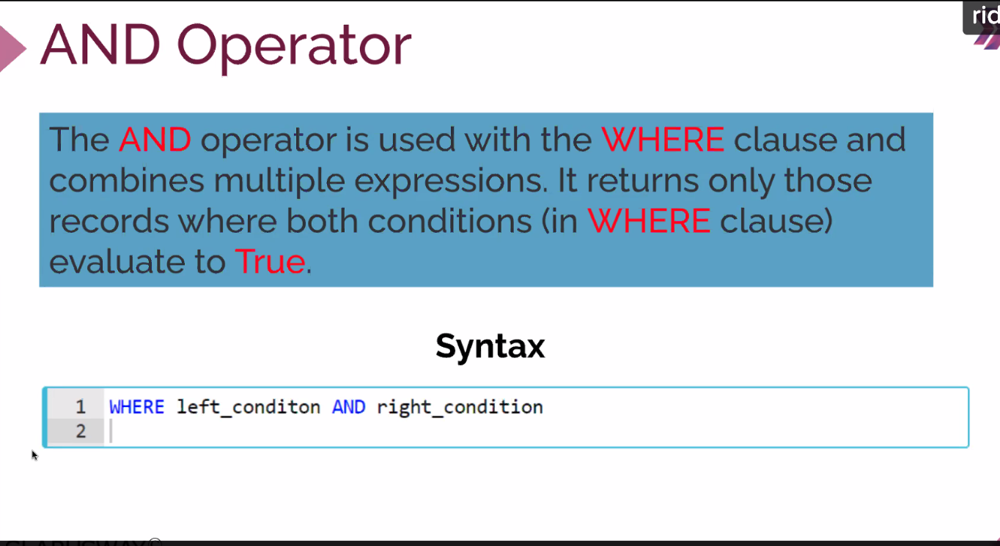 AND Operator
The AND operator is used with the WHERE clause and
combines multiple expressions. It returns only those
records where both conditions (in WHERE clause)
evaluate to True.
Syntax
1 WHERE left_conditon AND right_condition
2